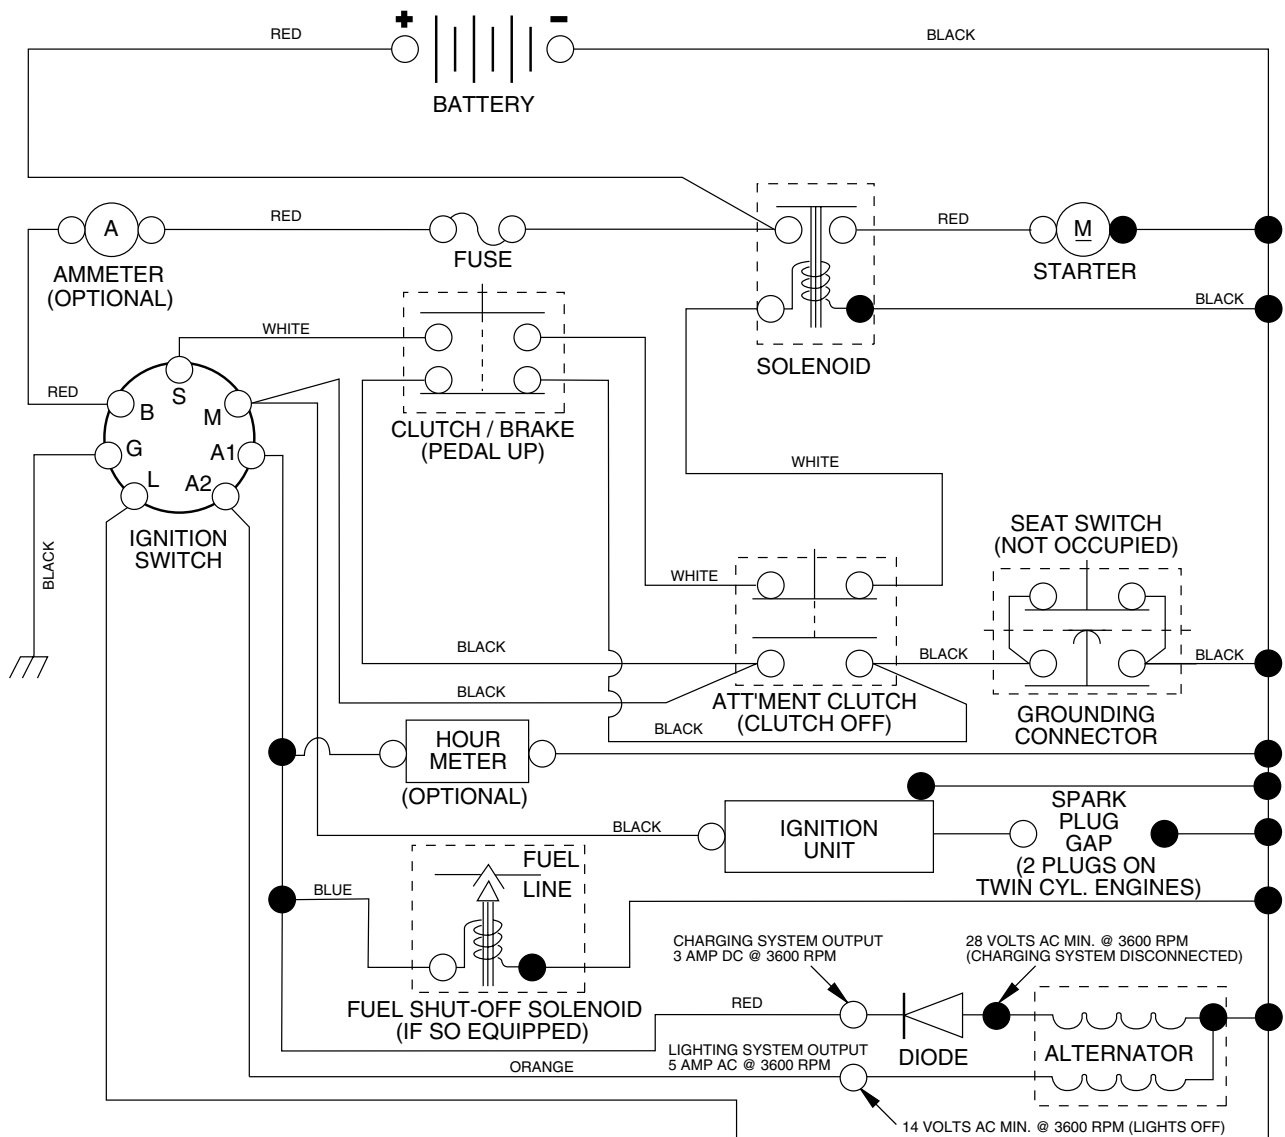 RED
+
−
BLACK
BATTERY
A
RED
FUSE
RED
M
AMMETER
(OPTIONAL)
STARTER
BLACK
WHITE
SOLENOID
RED
S
B
M
G
A1
L
A2
CLUTCH / BRAKE
(PEDAL UP)
WHITE
IGNITION
SWITCH
BLACK
SEAT SWITCH
(NOT OCCUPIED)
WHITE
BLACK
BLACK
BLACK
BLACK
ATT'MENT CLUTCH
(CLUTCH OFF)
BLACK
GROUNDING
CONNECTOR
HOUR
METER
(OPTIONAL)
BLACK
IGNITION
UNIT
SPARK
PLUG
GAP
(2 PLUGS ON
TWIN CYL. ENGINES)
FUEL
LINE
BLUE
CHARGING SYSTEM OUTPUT
3 AMP DC @ 3600 RPM
28 VOLTS AC MIN. @ 3600 RPM
(CHARGING SYSTEM DISCONNECTED)
FUEL SHUT-OFF SOLENOID
(IF SO EQUIPPED)
RED
DIODE
ALTERNATOR
LIGHTING SYSTEM OUTPUT
5 AMP AC @ 3600 RPM
ORANGE
14 VOLTS AC MIN. @ 3600 RPM (LIGHTS OFF)